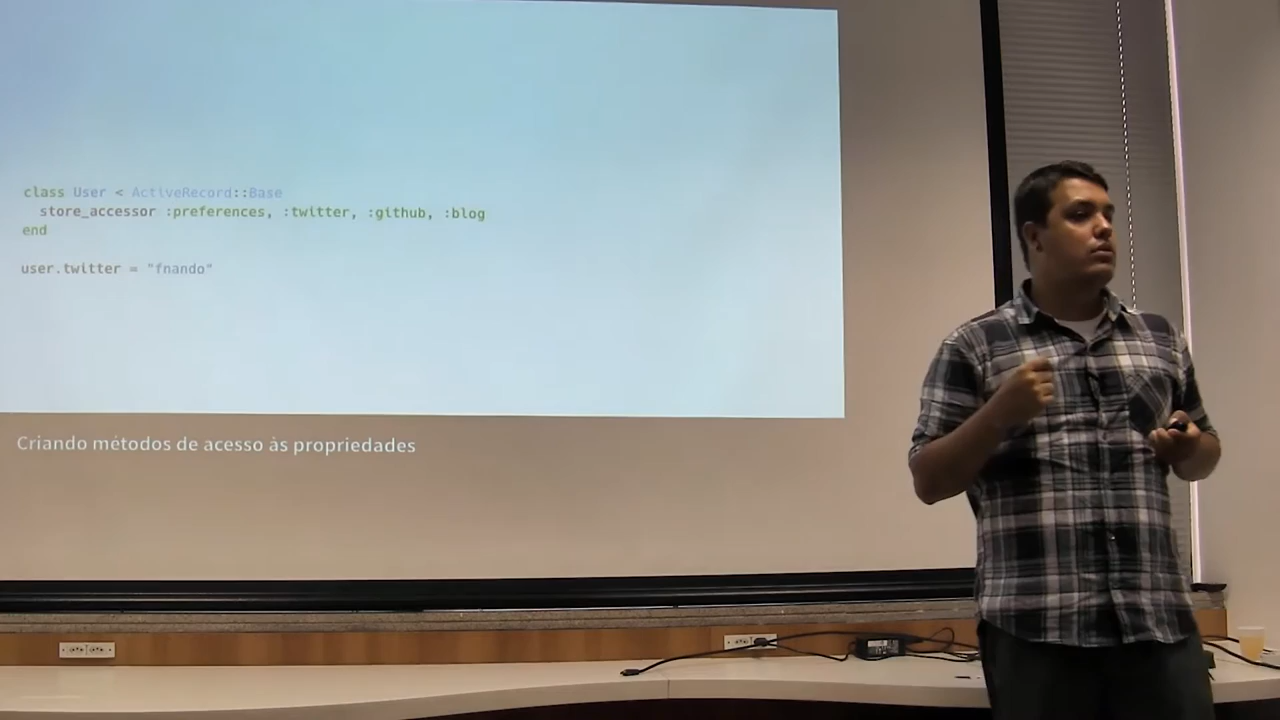 class User < ActiveRecord::Base
  store_accessor :preferences, :twitter, :github, :blog
end
user.twitter = "fnando"
Criando métodos de acesso às propriedades